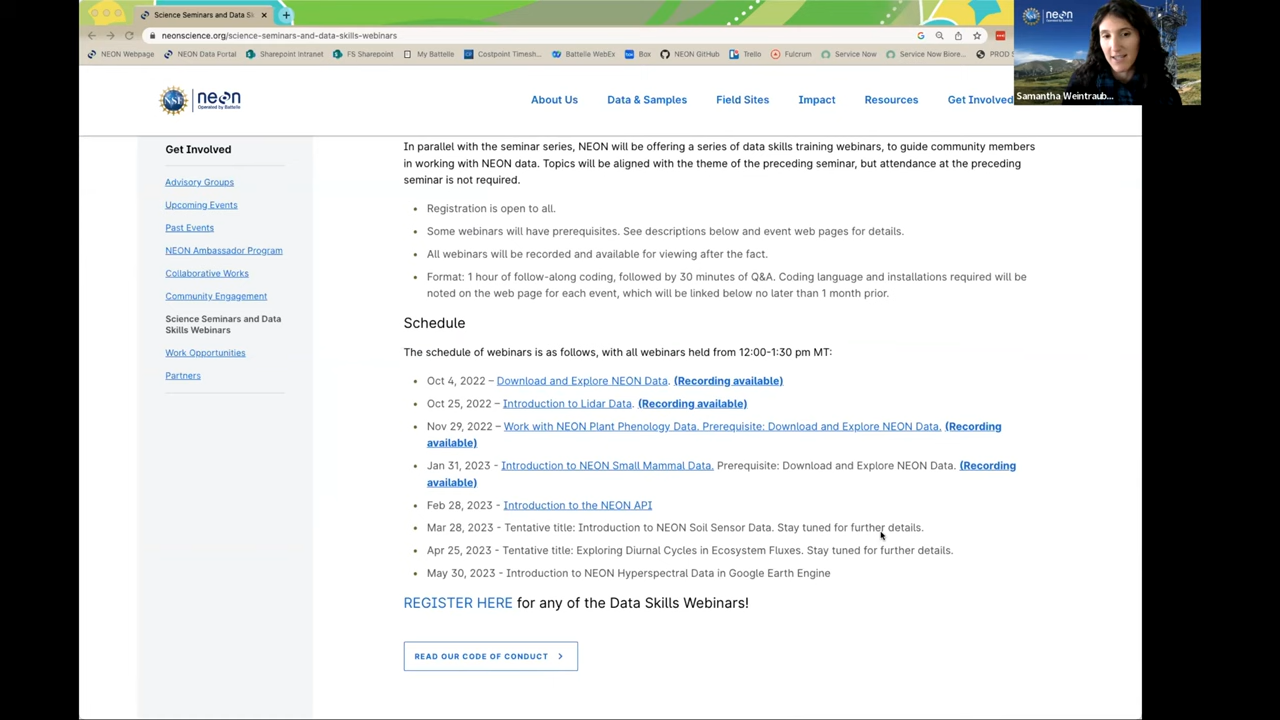 Science Seminars and Data Sk
neonscience.org/science-seminars-and-data-skills-webinars
NEON Webpage NEON Data Portal Sharepoint Intranet FS Sharepoint My Battelle Costpoint Timesh... Battelle WebEx Box NEON GitHub Trello Fulcrum Service Now Service Now Biore... PROD S
neon
Samantha Weintraub...
NSF neon
Operated by Battelle
About Us Data & Samples Field Sites Impact Resources Get Involved
Get Involved
Advisory Groups
Upcoming Events
Past Events
NEON Ambassador Program
Collaborative Works
Community Engagement
Science Seminars and Data
Skills Webinars
Work Opportunities
Partners
In parallel with the seminar series, NEON will be offering a series of data skills training webinars, to guide community members
in working with NEON data. Topics will be aligned with the theme of the preceding seminar, but attendance at the preceding
seminar is not required.
• Registration is open to all.
• Some webinars will have prerequisites. See descriptions below and event web pages for details.
• All webinars will be recorded and available for viewing after the fact.
• Format: 1 hour of follow-along coding, followed by 30 minutes of Q&A. Coding language and installations required will be
noted on the web page for each event, which will be linked below no later than 1 month prior.
Schedule
The schedule of webinars is as follows, with all webinars held from 12:00-1:30 pm MT:
• Oct 4, 2022 – Download and Explore NEON Data. (Recording available)
• Oct 25, 2022 – Introduction to Lidar Data. (Recording available)
• Nov 29, 2022 – Work with NEON Plant Phenology Data. Prerequisite: Download and Explore NEON Data. (Recording
available)
• Jan 31, 2023 - Introduction to NEON Small Mammal Data. Prerequisite: Download and Explore NEON Data. (Recording
available)
• Feb 28, 2023 - Introduction to the NEON API
• Mar 28, 2023 - Tentative title: Introduction to NEON Soil Sensor Data. Stay tuned for further details.
• Apr 25, 2023 - Tentative title: Exploring Diurnal Cycles in Ecosystem Fluxes. Stay tuned for further details.
• May 30, 2023 - Introduction to NEON Hyperspectral Data in Google Earth Engine
REGISTER HERE for any of the Data Skills Webinars!
READ OUR CODE OF CONDUCT >